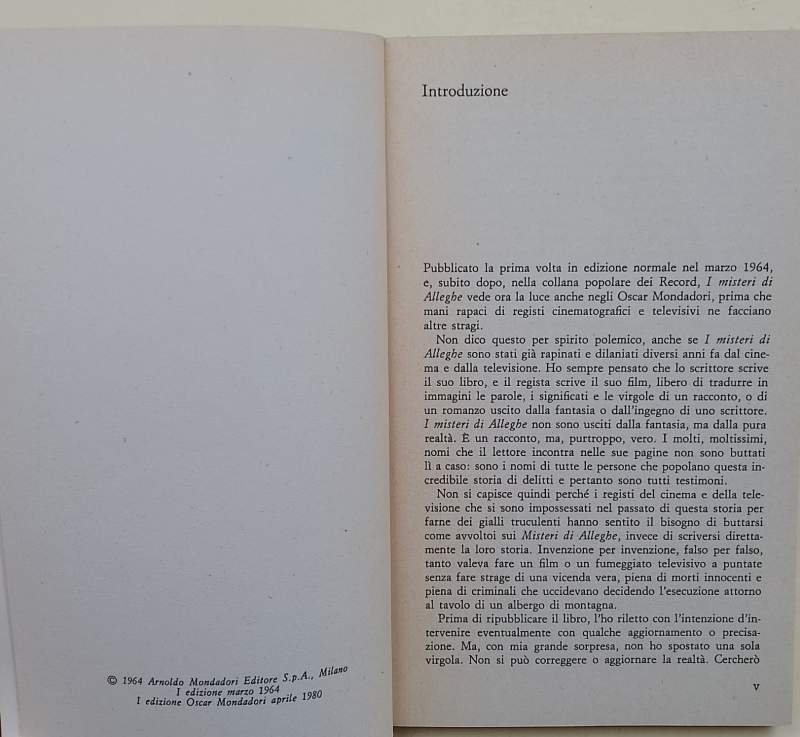 © 1964 Arnoldo Mondadori Editore S.p.A., Milano
I edizione marzo 1964
I edizione Oscar Mondadori aprile 1980
Introduzione
Pubblicato la prima volta in edizione normale nel marzo 1964,
e, subito dopo, nella collana popolare dei Record, I misteri di
Alleghe vede ora la luce anche negli Oscar Mondadori, prima che
mani rapaci di registi cinematografici e televisivi ne facciano
altre stragi.
Non dico questo per spirito polemico, anche se I misteri di
Alleghe sono stati già rapinati e dilaniati diversi anni fa dal cine-
ma e dalla televisione. Ho sempre pensato che lo scrittore scrive
il suo libro, e il regista scrive il suo film, libero di tradurre in
immagini le parole, i significati e le virgole di un racconto, o di
un romanzo uscito dalla fantasia o dall'ingegno di uno scrittore.
I misteri di Alleghe non sono usciti dalla fantasia, ma dalla pura
realtà. È un racconto, ma, purtroppo, vero. I molti, moltissimi,
nomi che il lettore incontra nelle sue pagine non sono buttati
lì a caso: sono i nomi di tutte le persone che popolano questa in-
credibile storia di delitti e pertanto sono tutti testimoni.
Non si capisce quindi perché i registi del cinema e della tele-
visione che si sono impossessati nel passato di questa storia per
farne dei gialli truculenti hanno sentito il bisogno di buttarsi
come avvoltoi sui Misteri di Alleghe, invece di scriversi diretta-
mente la loro storia. Invenzione per invenzione, falso per falso,
tanto valeva fare un film o un fumeggiato televisivo a puntate
senza fare strage di una vicenda vera, piena di morti innocenti e
piena di criminali che uccidevano decidendo l'esecuzione attorno
al tavolo di un albergo di montagna.
Prima di ripubblicare il libro, l'ho riletto con l'intenzione d'in-
tervenire eventualmente con qualche aggiornamento o precisa-
zione. Ma, con mia grande sorpresa, non ho spostato una sola
virgola. Non si può correggere o aggiornare la realtà. Cercherò
V